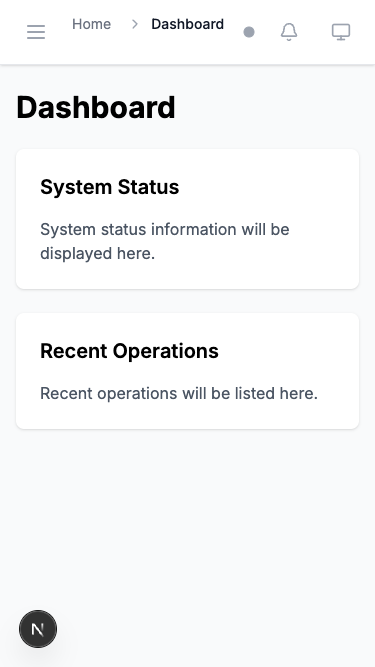 Home Dashboard
Dashboard
System Status
System status information will be
displayed here.
Recent Operations
Recent operations will be listed here.
N